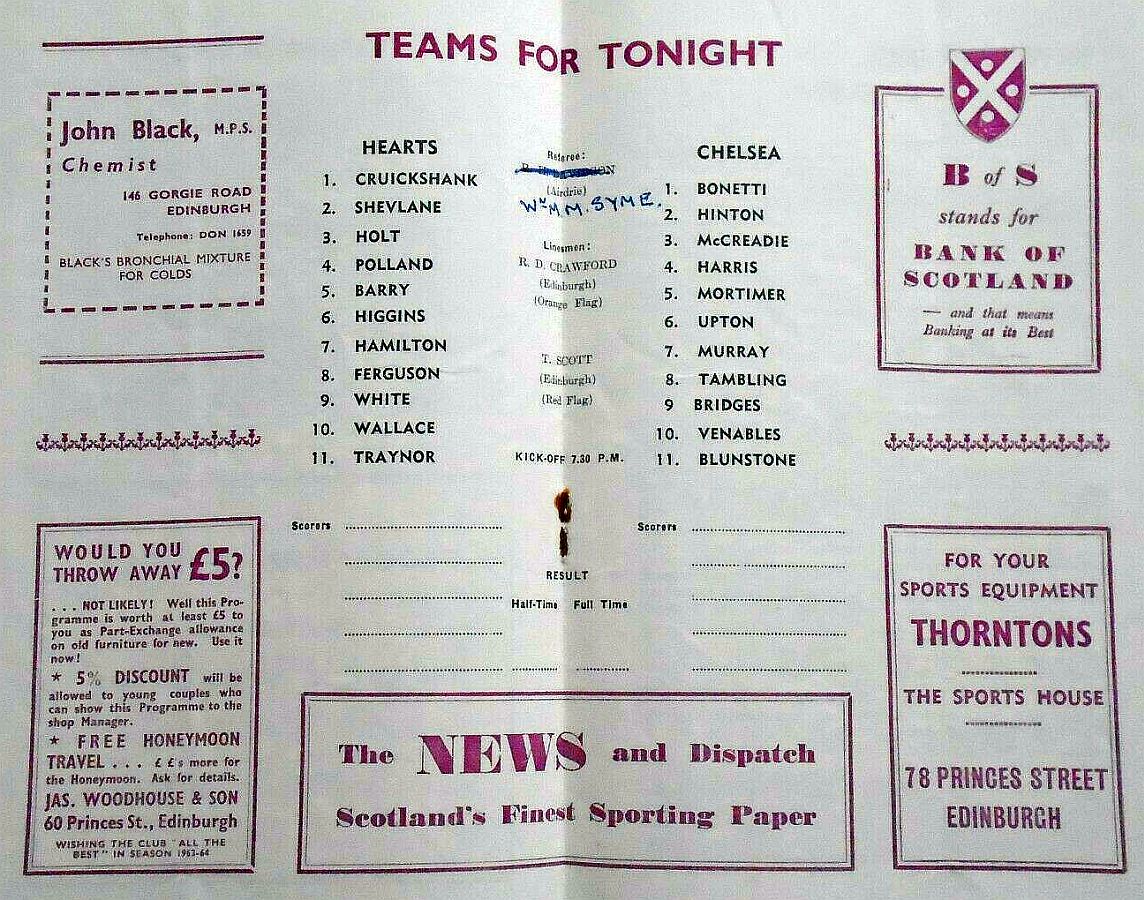 TEAMS FOR TONIGHT
John Black, M.P.S.
Chemist
146 GORGIE ROAD
EDINBURGH
Telephone: DON 1659
BLACK'S BRONCHIAL MIXTURE
FOR COLDS
WOULD YOU
THROW AWAY £5?
. . . NOT LIKELY! Well this Pro-
gramme is worth at least £5 to
you as Part-Exchange allowance
on old furniture for new. Use it
now!
★ 5% DISCOUNT will be
allowed to young couples who
can show this Programme to the
shop Manager.
★ FREE HONEYMOON
TRAVEL . . . £ £ s more for
the Honeymoon. Ask for details.
JAS. WOODHOUSE & SON
60 Princes St., Edinburgh
WISHING THE CLUB "ALL THE
BEST" IN SEASON 1963-64
HEARTS
1. CRUICKSHANK
2. SHEVLANE
3. HOLT
4. POLLAND
5. BARRY
6. HIGGINS
7. HAMILTON
8. FERGUSON
9. WHITE
10. WALLACE
11. TRAYNOR
Referee:
(Airdrie)
Wm M. SYME.
Linesmen:
R. D. CRAWFORD
(Edinburgh)
(Orange Flag)
T. SCOTT
(Edinburgh)
(Red Flag)
KICK-OFF 7.30 P.M.
CHELSEA
1. BONETTI
2. HINTON
3. McCREADIE
4. HARRIS
5. MORTIMER
6. UPTON
7. MURRAY
8. TAMBLING
9 BRIDGES
10. VENABLES
11. BLUNSTONE
Scorers
Scorers
RESULT
Half-Time Full Time
The NEWS and Dispatch
Scotland's Finest Sporting Paper
B of S
stands for
BANK OF
SCOTLAND
— and that means
Banking at its Best
FOR YOUR
SPORTS EQUIPMENT
THORNTONS
THE SPORTS HOUSE
78 PRINCES STREET
EDINBURGH